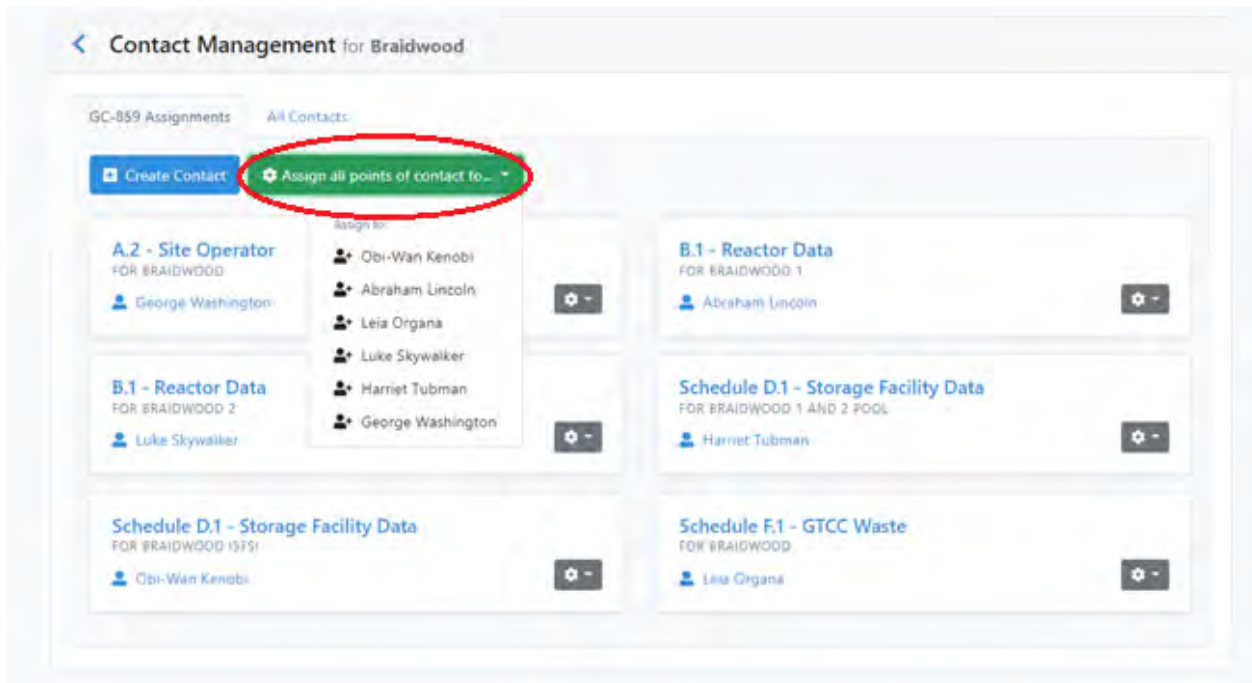 Contact Management for Braidwood
GC-859 Assignments All Contacts
Create Contact Assign all points of contact to...
Assign to:
Obi-Wan Kenobi
Abraham Lincoln
Leia Organa
Luke Skywalker
Harriet Tubman
George Washington
A.2 - Site Operator
FOR BRAIDWOOD
George Washington
B.1 - Reactor Data
FOR BRAIDWOOD 1
Abraham Lincoln
B.1 - Reactor Data
FOR BRAIDWOOD 2
Luke Skywalker
Schedule D.1 - Storage Facility Data
FOR BRAIDWOOD 1 AND 2 POOL
Harriet Tubman
Schedule D.1 - Storage Facility Data
FOR BRAIDWOOD ISFSI
Obi-Wan Kenobi
Schedule F.1 - GTCC Waste
FOR BRAIDWOOD
Leia Organa